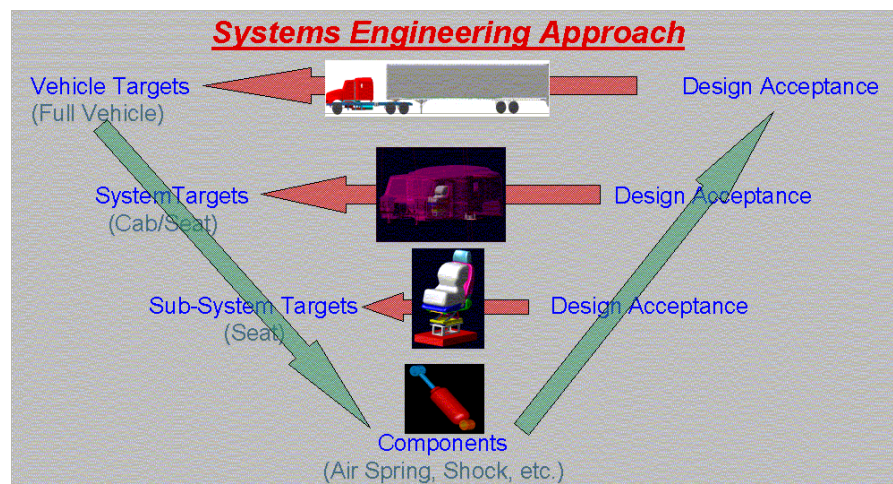 Systems Engineering Approach
Vehicle Targets
(Full Vehicle)
Design Acceptance
SystemTargets
(Cab/Seat)
Design Acceptance
Sub-System Targets
(Seat)
Design Acceptance
Components
(Air Spring, Shock, etc.)